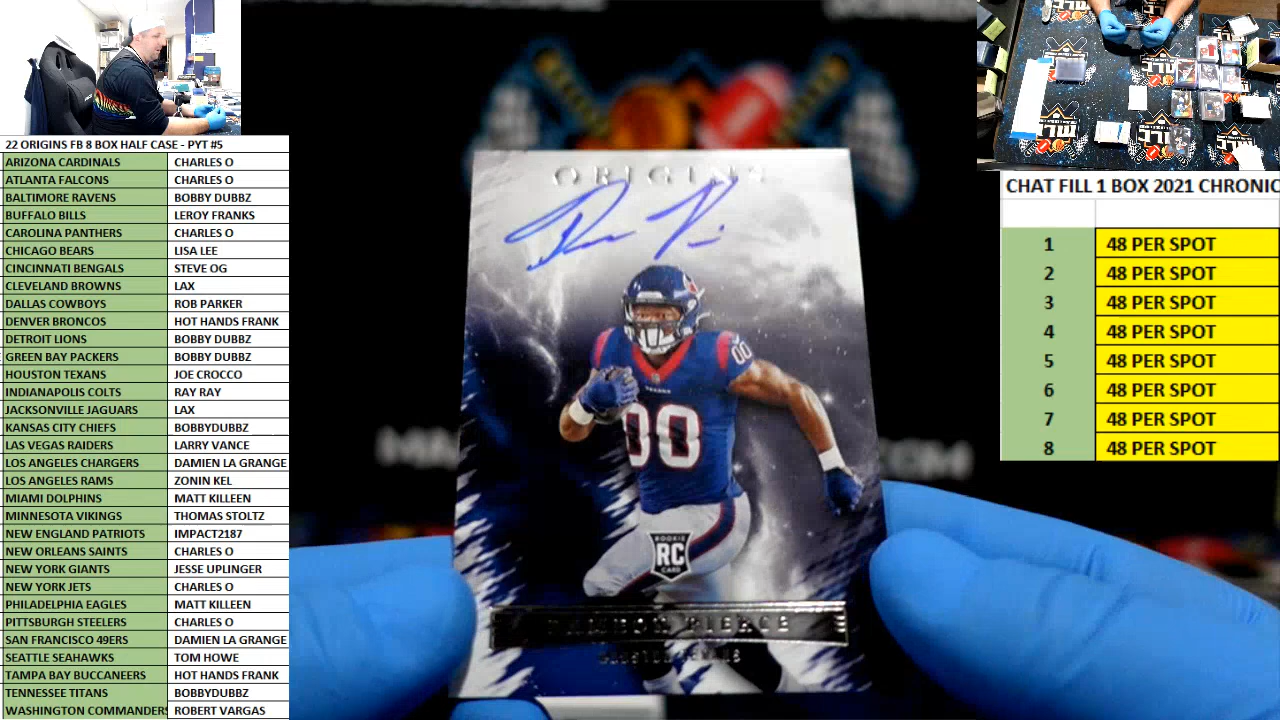 22 ORIGINS FB 8 BOX HALF CASE - PYT #5
ARIZONA CARDINALS CHARLES O
ATLANTA FALCONS CHARLES O
BALTIMORE RAVENS BOBBY DUBBZ
BUFFALO BILLS LEROY FRANKS
CAROLINA PANTHERS CHARLES O
CHICAGO BEARS LISA LEE
CINCINNATI BENGALS STEVE OG
CLEVELAND BROWNS LAX
DALLAS COWBOYS ROB PARKER
DENVER BRONCOS HOT HANDS FRANK
DETROIT LIONS BOBBY DUBBZ
GREEN BAY PACKERS BOBBY DUBBZ
HOUSTON TEXANS JOE CROCCO
INDIANAPOLIS COLTS RAY RAY
JACKSONVILLE JAGUARS LAX
KANSAS CITY CHIEFS BOBBYDUBBZ
LAS VEGAS RAIDERS LARRY VANCE
LOS ANGELES CHARGERS DAMIEN LA GRANGE
LOS ANGELES RAMS ZONIN KEL
MIAMI DOLPHINS MATT KILLEEN
MINNESOTA VIKINGS THOMAS STOLTZ
NEW ENGLAND PATRIOTS IMPACT2187
NEW ORLEANS SAINTS CHARLES O
NEW YORK GIANTS JESSE UPLINGER
NEW YORK JETS CHARLES O
PHILADELPHIA EAGLES MATT KILLEEN
PITTSBURGH STEELERS CHARLES O
SAN FRANCISCO 49ERS DAMIEN LA GRANGE
SEATTLE SEAHAWKS TOM HOWE
TAMPA BAY BUCCANEERS HOT HANDS FRANK
TENNESSEE TITANS BOBBYDUBBZ
WASHINGTON COMMANDERS ROBERT VARGAS
ORIGINS
00
00
TEXANS
ROOKIE
RC
CARD
DAMEON PIERCE
HOUSTON TEXANS
CHAT FILL 1 BOX 2021 CHRONIC
1 48 PER SPOT
2 48 PER SPOT
3 48 PER SPOT
4 48 PER SPOT
5 48 PER SPOT
6 48 PER SPOT
7 48 PER SPOT
8 48 PER SPOT